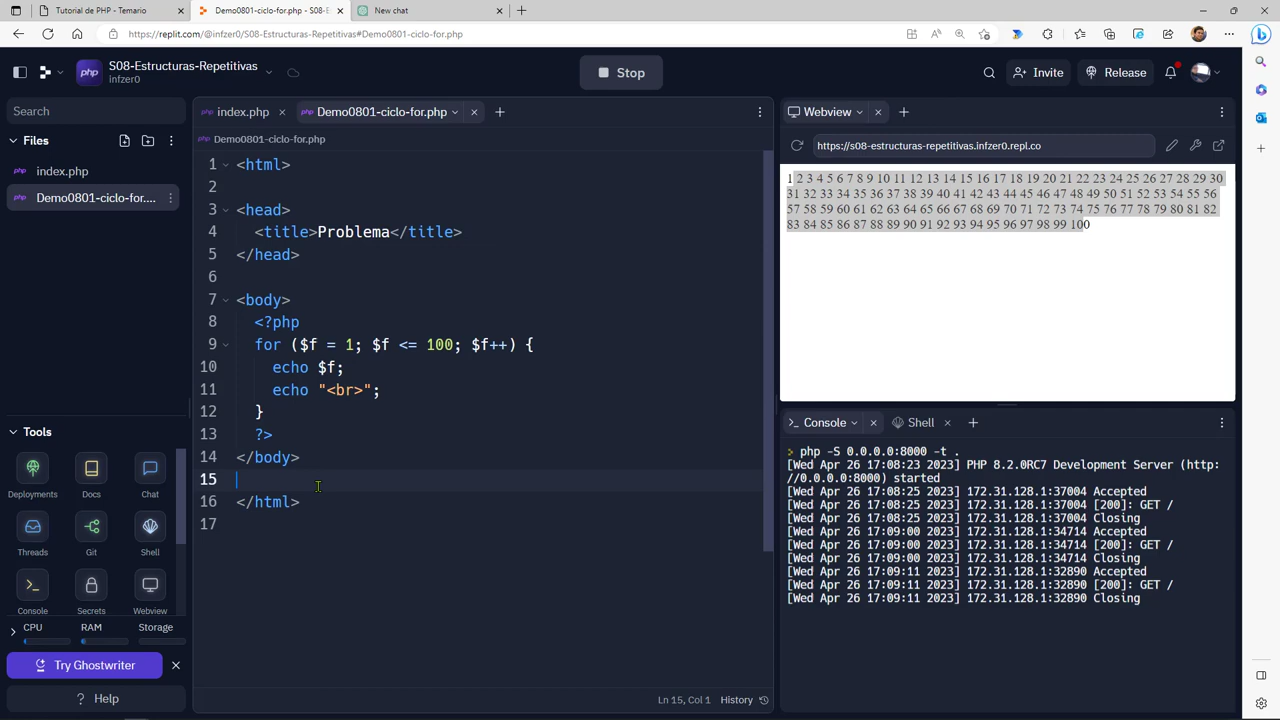 Tutorial de PHP - Temario
Demo0801-ciclo-for.php - S08-Es
New chat
https://replit.com/@infzer0/S08-Estructuras-Repetitivas#Demo0801-ciclo-for.php
php
S08-Estructuras-Repetitivas
infzer0
Stop
Invite
Release
Search
Files
index.php
Demo0801-ciclo-for....
Tools
Deployments
Docs
Chat
Threads
Git
Shell
Console
Secrets
Webview
CPU
RAM
Storage
Try Ghostwriter
? Help
php index.php
php Demo0801-ciclo-for.php
php Demo0801-ciclo-for.php
1 <html>
2
3 <head>
4 <title>Problema</title>
5 </head>
6
7 <body>
8 <?php
9 for ($f = 1; $f <= 100; $f++) {
10 echo $f;
11 echo "<br>";
12 }
13 ?>
14 </body>
15
16 </html>
17
Ln 15, Col 1
History
Webview
https://s08-estructuras-repetitivas.infzer0.repl.co
1 2 3 4 5 6 7 8 9 10 11 12 13 14 15 16 17 18 19 20 21 22 23 24 25 26 27 28 29 30
31 32 33 34 35 36 37 38 39 40 41 42 43 44 45 46 47 48 49 50 51 52 53 54 55 56
57 58 59 60 61 62 63 64 65 66 67 68 69 70 71 72 73 74 75 76 77 78 79 80 81 82
83 84 85 86 87 88 89 90 91 92 93 94 95 96 97 98 99 100
Console
Shell
php -S 0.0.0.0:8000 -t .
[Wed Apr 26 17:08:23 2023] PHP 8.2.0RC7 Development Server (http:
//0.0.0.0:8000) started
[Wed Apr 26 17:08:25 2023] 172.31.128.1:37004 Accepted
[Wed Apr 26 17:08:25 2023] 172.31.128.1:37004 [200]: GET /
[Wed Apr 26 17:08:25 2023] 172.31.128.1:37004 Closing
[Wed Apr 26 17:09:00 2023] 172.31.128.1:34714 Accepted
[Wed Apr 26 17:09:00 2023] 172.31.128.1:34714 [200]: GET /
[Wed Apr 26 17:09:00 2023] 172.31.128.1:34714 Closing
[Wed Apr 26 17:09:11 2023] 172.31.128.1:32890 Accepted
[Wed Apr 26 17:09:11 2023] 172.31.128.1:32890 [200]: GET /
[Wed Apr 26 17:09:11 2023] 172.31.128.1:32890 Closing